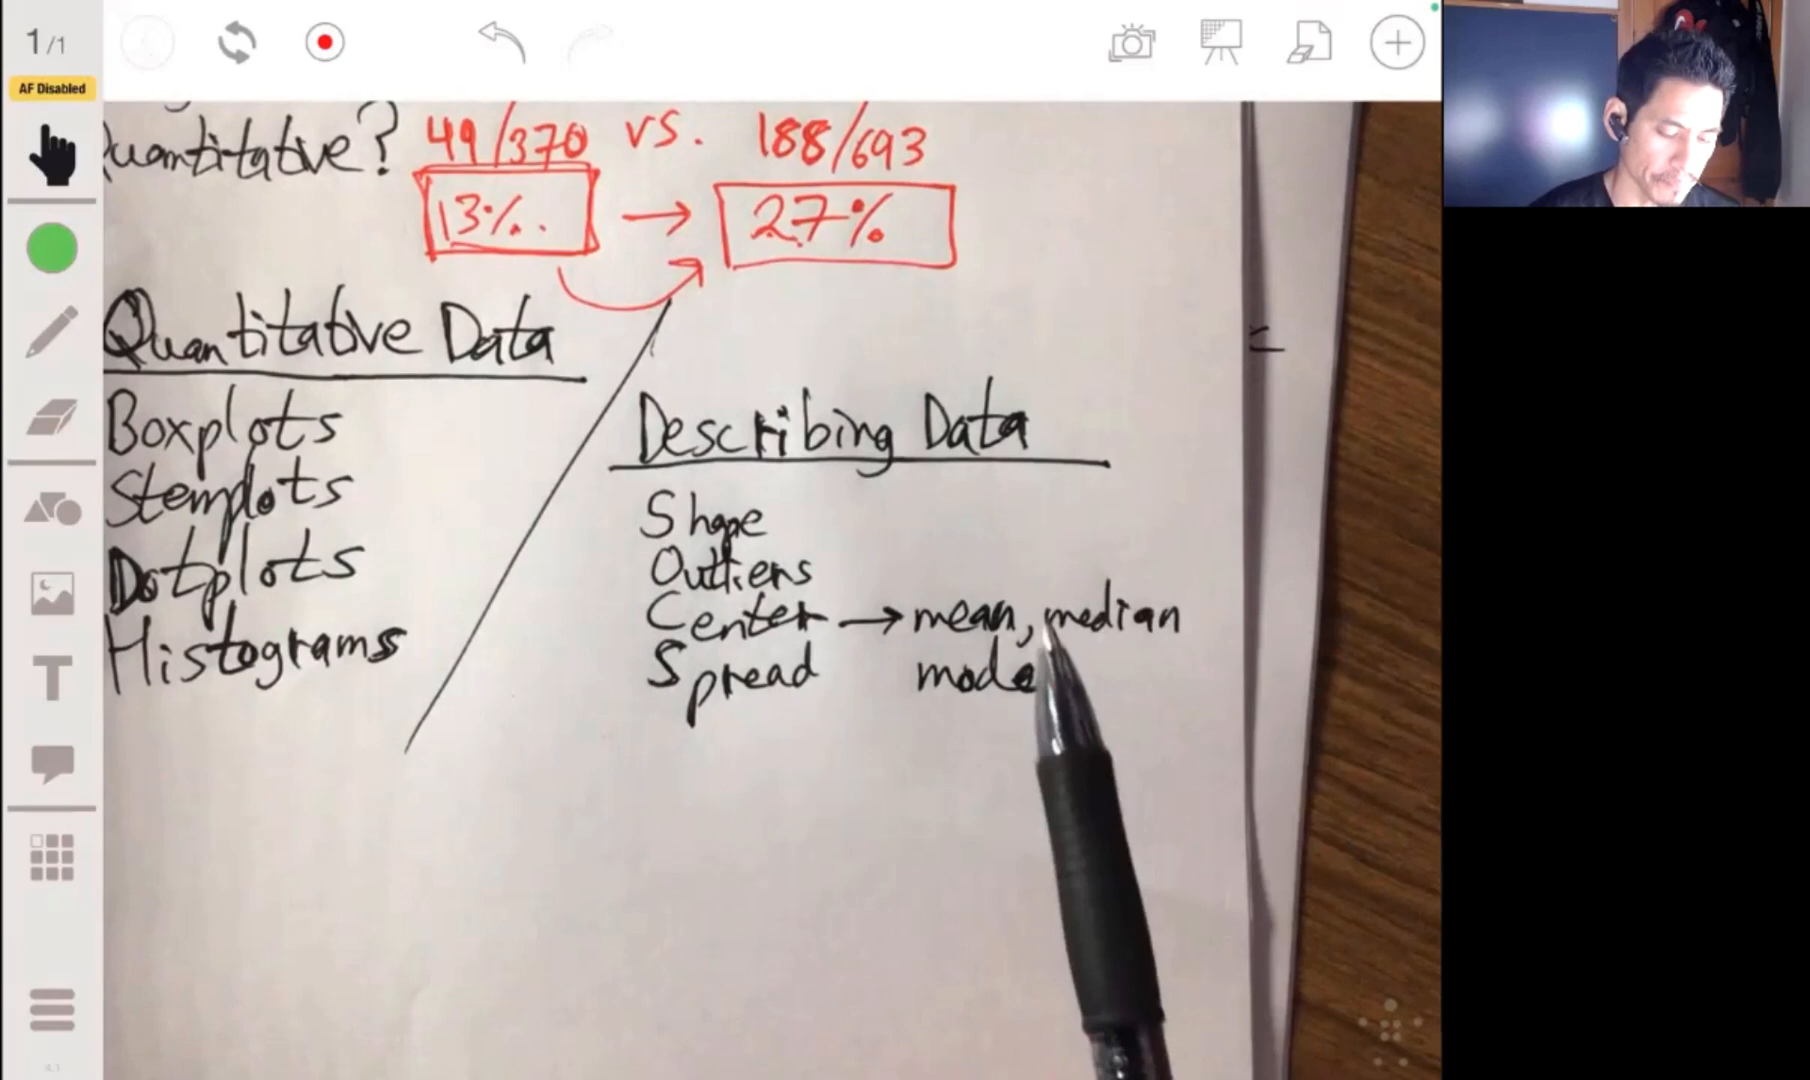 1/1
AF Disabled
Quantitative? 49/370 vs. 188/693
13%. → 27%
Quantitative Data
Boxplots
Stemplots
Dotplots
Histograms
Describing Data
Shape
Outliers
Center → mean, median
mode
Spread
T